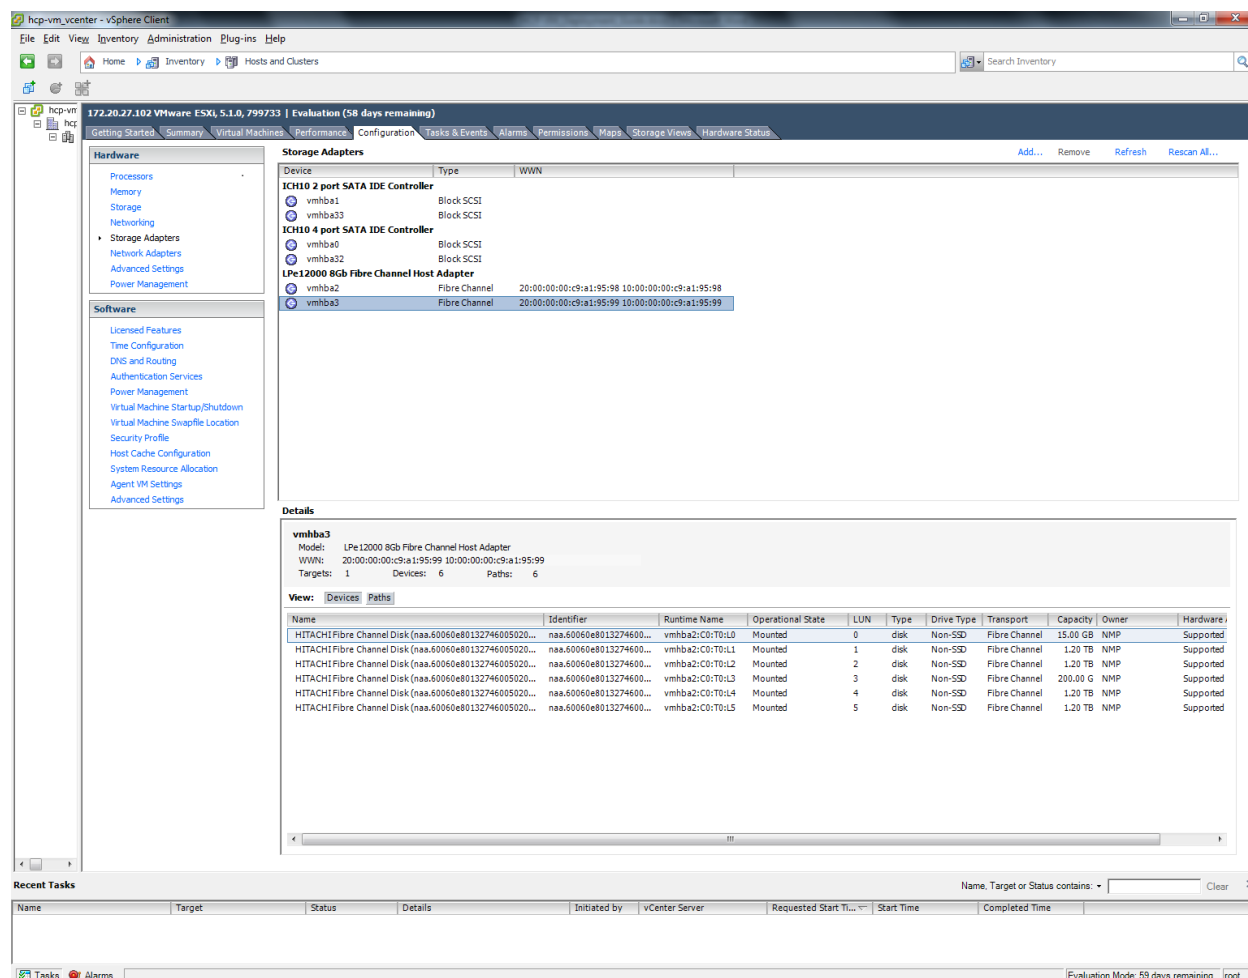 hcp-vm_vcenter - vSphere Client
File Edit View Inventory Administration Plug-ins Help
Home Inventory Hosts and Clusters Search Inventory
hcp-vm
hcp
172.20.27.102 VMware ESXi, 5.1.0, 799733 | Evaluation (58 days remaining)
Getting Started Summary Virtual Machines Performance Configuration Tasks & Events Alarms Permissions Maps Storage Views Hardware Status
Hardware
Processors
Memory
Storage
Networking
Storage Adapters
Network Adapters
Advanced Settings
Power Management
Software
Licensed Features
Time Configuration
DNS and Routing
Authentication Services
Power Management
Virtual Machine Startup/Shutdown
Virtual Machine Swapfile Location
Security Profile
Host Cache Configuration
System Resource Allocation
Agent VM Settings
Advanced Settings
Storage Adapters Add... Remove Refresh Rescan All...
Device Type WWN
ICH10 2 port SATA IDE Controller
vmhba1 Block SCSI
vmhba33 Block SCSI
ICH10 4 port SATA IDE Controller
vmhba0 Block SCSI
vmhba32 Block SCSI
LPe12000 8Gb Fibre Channel Host Adapter
vmhba2 Fibre Channel 20:00:00:00:c9:a1:95:98 10:00:00:00:c9:a1:95:98
vmhba3 Fibre Channel 20:00:00:00:c9:a1:95:99 10:00:00:00:c9:a1:95:99
Details
vmhba3
Model: LPe12000 8Gb Fibre Channel Host Adapter
WWN: 20:00:00:00:c9:a1:95:99 10:00:00:00:c9:a1:95:99
Targets: 1 Devices: 6 Paths: 6
View: Devices Paths
Name Identifier Runtime Name Operational State LUN Type Drive Type Transport Capacity Owner Hardware
HITACHI Fibre Channel Disk (naa.60060e80132746005020... naa.60060e8013274600... vmhba2:C0:T0:L0 Mounted 0 disk Non-SSD Fibre Channel 15.00 GB NMP Supported
HITACHI Fibre Channel Disk (naa.60060e80132746005020... naa.60060e8013274600... vmhba2:C0:T0:L1 Mounted 1 disk Non-SSD Fibre Channel 1.20 TB NMP Supported
HITACHI Fibre Channel Disk (naa.60060e80132746005020... naa.60060e8013274600... vmhba2:C0:T0:L2 Mounted 2 disk Non-SSD Fibre Channel 1.20 TB NMP Supported
HITACHI Fibre Channel Disk (naa.60060e80132746005020... naa.60060e8013274600... vmhba2:C0:T0:L3 Mounted 3 disk Non-SSD Fibre Channel 200.00 G NMP Supported
HITACHI Fibre Channel Disk (naa.60060e80132746005020... naa.60060e8013274600... vmhba2:C0:T0:L4 Mounted 4 disk Non-SSD Fibre Channel 1.20 TB NMP Supported
HITACHI Fibre Channel Disk (naa.60060e80132746005020... naa.60060e8013274600... vmhba2:C0:T0:L5 Mounted 5 disk Non-SSD Fibre Channel 1.20 TB NMP Supported
Recent Tasks Name, Target or Status contains: Clear
Name Target Status Details Initiated by vCenter Server Requested Start Ti... Start Time Completed Time
Tasks Alarms Evaluation Mode: 59 days remaining root